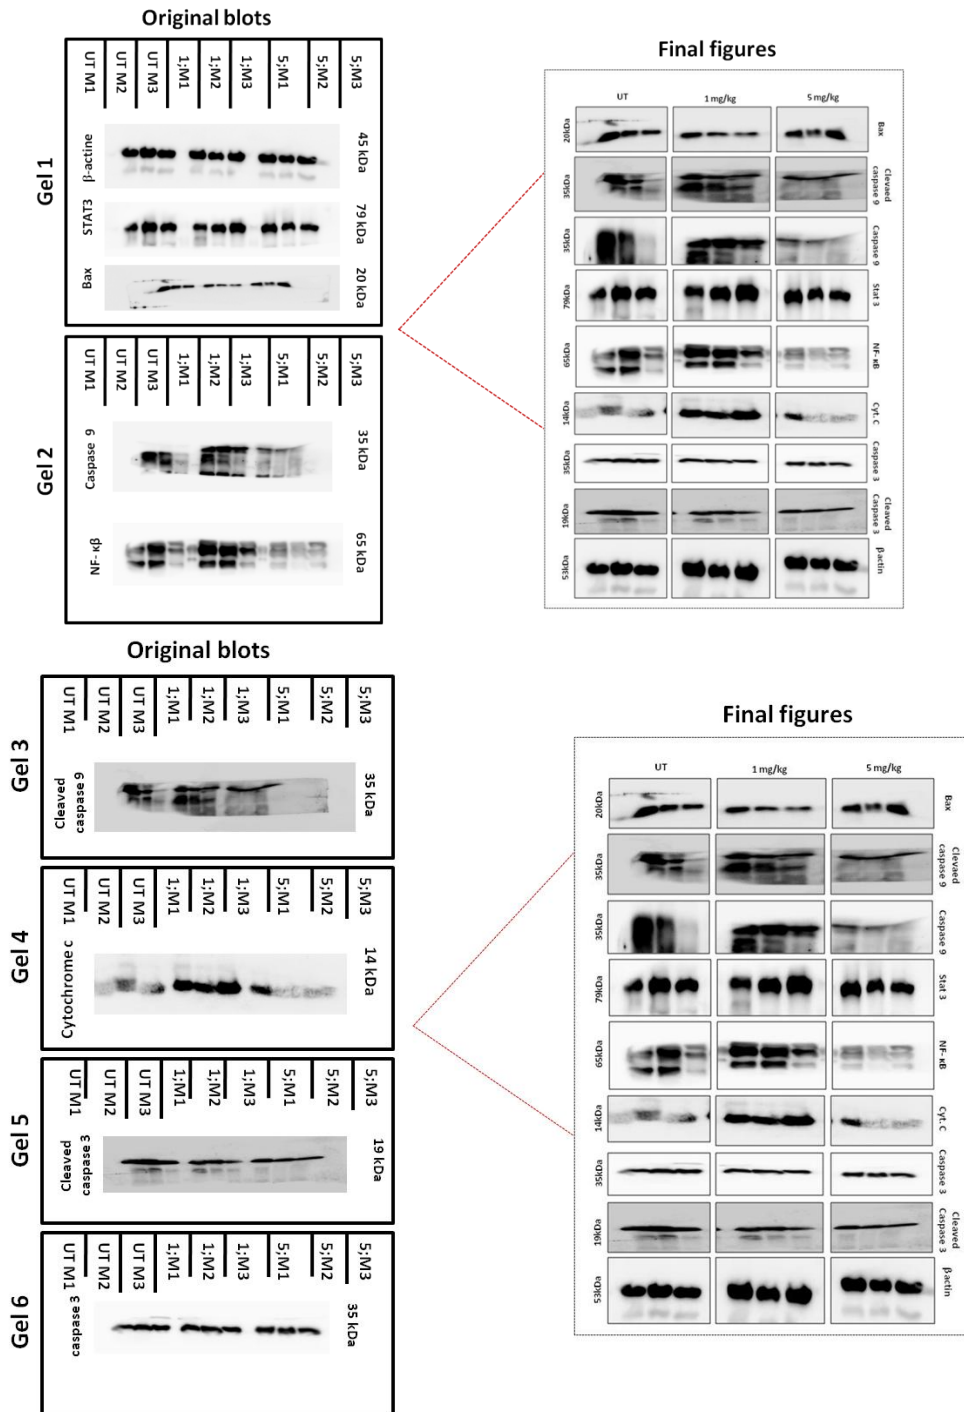 Original blots
Gel 1
UT M1
UT M2
UT M3
1;M1
1;M2
1;M3
5;M1
5;M2
5;M3
β-actine
45 kDa
STAT3
79 kDa
Bax
20 kDa
Gel 2
UT M1
UT M2
UT M3
1;M1
1;M2
1;M3
5;M1
5;M2
5;M3
Caspase 9
35 kDa
NF-κβ
65 kDa
Final figures
UT
1 mg/kg
5 mg/kg
20kDa
Bax
35kDa
Clevaed
caspase 9
35kDa
Caspase 9
79kDa
Stat 3
65kDa
NF-κB
14kDa
Cyt. C
35kDa
Caspase 3
19kDa
Cleaved
Caspase 3
53kDa
β actin
Original blots
Gel 3
UT M1
UT M2
UT M3
1;M1
1;M2
1;M3
5;M1
5;M2
5;M3
Cleaved
caspase 9
35 kDa
Gel 4
UT M1
UT M2
UT M3
1;M1
1;M2
1;M3
5;M1
5;M2
5;M3
Cytochrome c
14 kDa
Gel 5
UT M1
UT M2
UT M3
1;M1
1;M2
1;M3
5;M1
5;M2
5;M3
Cleaved
caspase 3
19 kDa
Gel 6
UT M1
UT M2
UT M3
1;M1
1;M2
1;M3
5;M1
5;M2
5;M3
caspase 3
35 kDa
Final figures
UT
1 mg/kg
5 mg/kg
20kDa
Bax
35kDa
Clevaed
caspase 9
35kDa
Caspase 9
79kDa
Stat 3
65kDa
NF-κB
14kDa
Cyt. C
35kDa
Caspase 3
19kDa
Cleaved
Caspase 3
53kDa
β actin